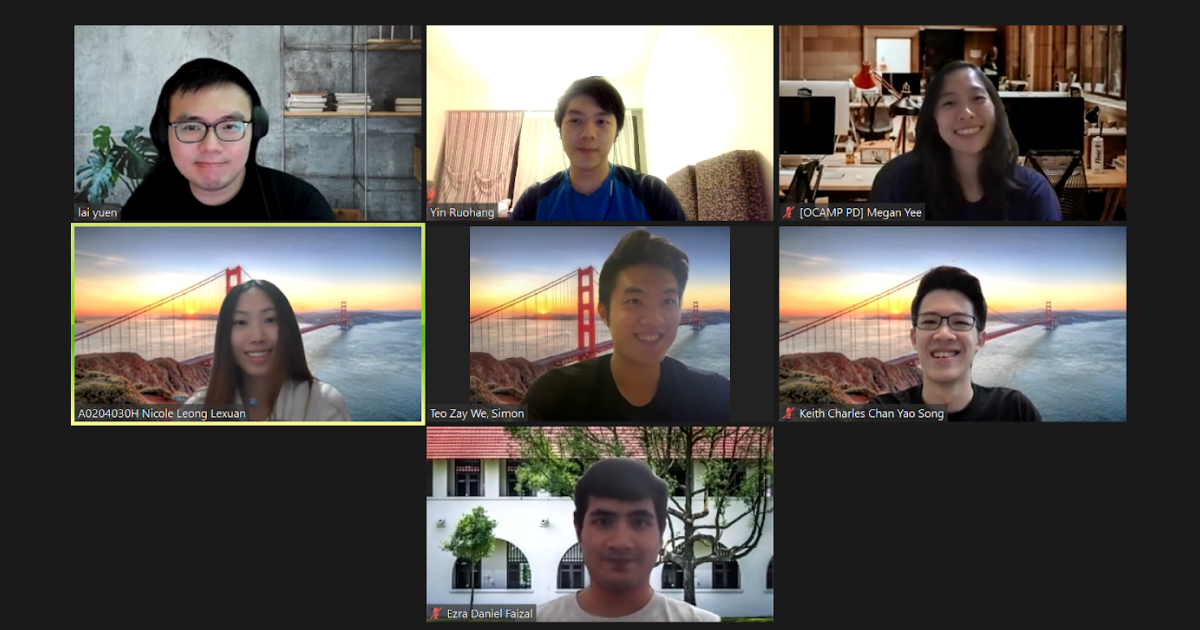 lai yuen
Yin Ruohang
[OCAMP PD] Megan Yee
A0204030H Nicole Leong Lexuan
Teo Zay We, Simon
Keith Charles Chan Yao Song
Ezra Daniel Faizal